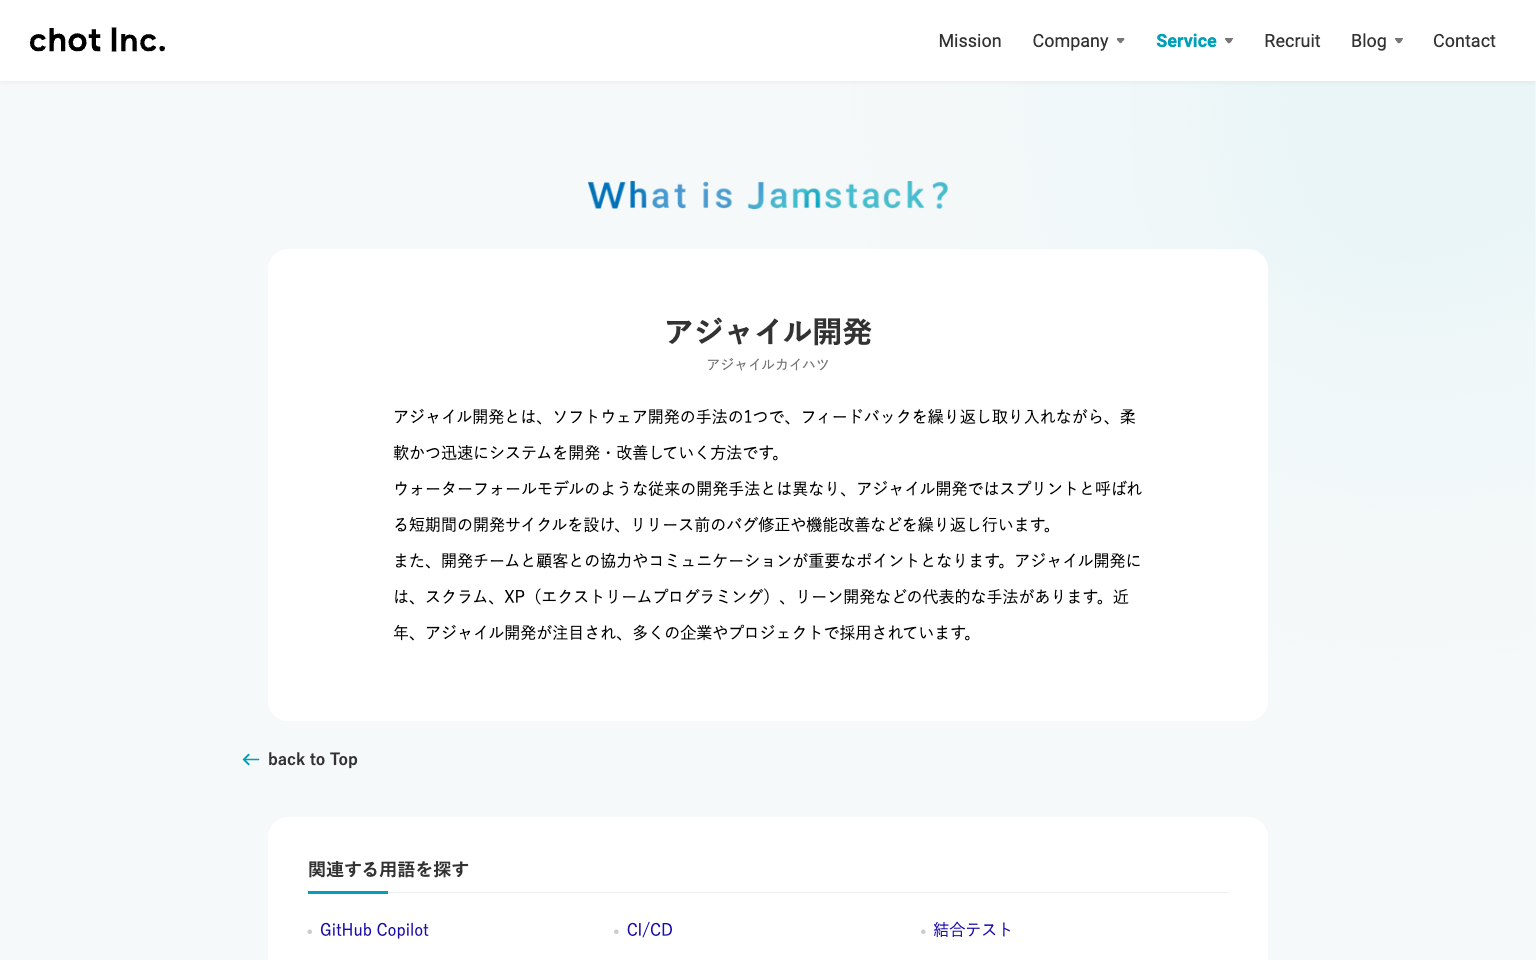 chot Inc.
Mission
Company
Service
Recruit
Blog
Contact
What is Jamstack?
アジャイル開発
アジャイルカイハツ
アジャイル開発とは、ソフトウェア開発の手法の1つで、フィードバックを繰り返し取り入れながら、柔
軟かつ迅速にシステムを開発・改善していく方法です。
ウォーターフォールモデルのような従来の開発手法とは異なり、アジャイル開発ではスプリントと呼ばれ
る短期間の開発サイクルを設け、リリース前のバグ修正や機能改善などを繰り返し行います。
また、開発チームと顧客との協力やコミュニケーションが重要なポイントとなります。アジャイル開発に
は、スクラム、XP（エクストリームプログラミング）、リーン開発などの代表的な手法があります。近
年、アジャイル開発が注目され、多くの企業やプロジェクトで採用されています。
back to Top
関連する用語を探す
GitHub Copilot
CI/CD
結合テスト